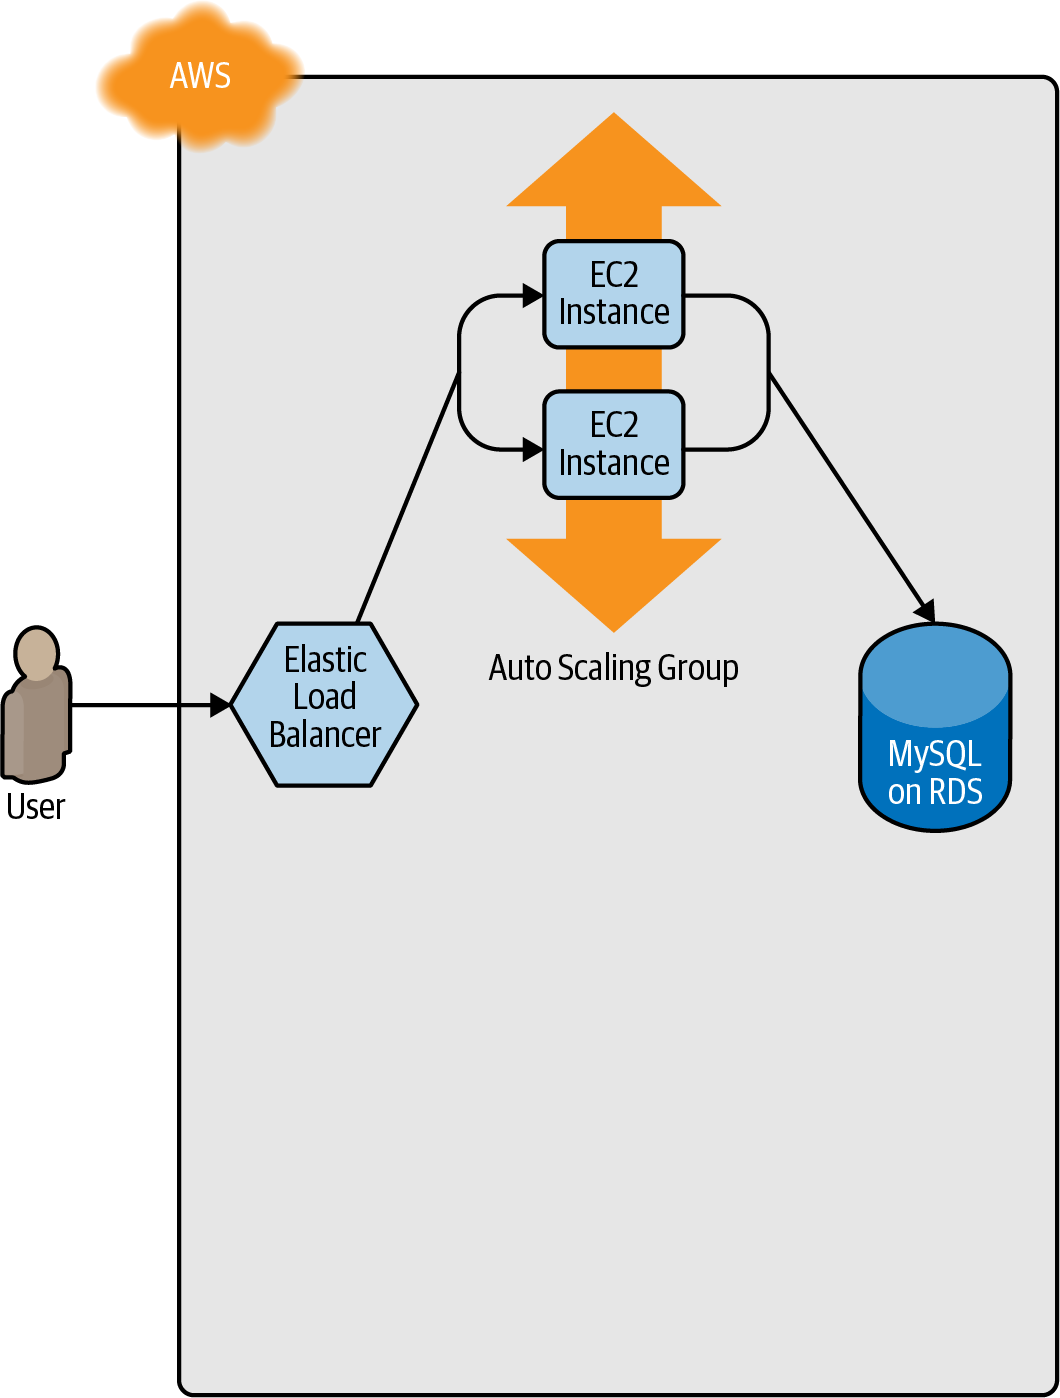 AWS
EC2
Instance
EC2
Instance
Auto Scaling Group
Elastic
Load
Balancer
User
MySQL
on RDS